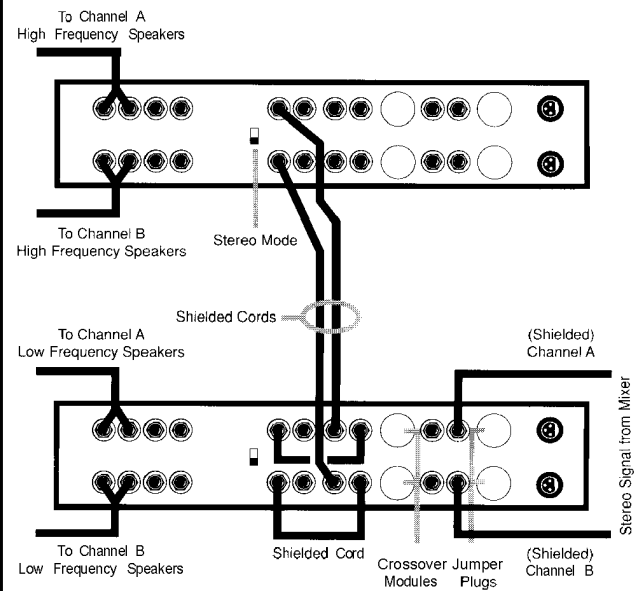 To Channel A
High Frequency Speakers
To Channel B
High Frequency Speakers
Stereo Mode
Shielded Cords
To Channel A
Low Frequency Speakers
(Shielded)
Channel A
Stereo Signal from Mixer
To Channel B
Low Frequency Speakers
Shielded Cord
Crossover
Modules
Jumper
Plugs
(Shielded)
Channel B